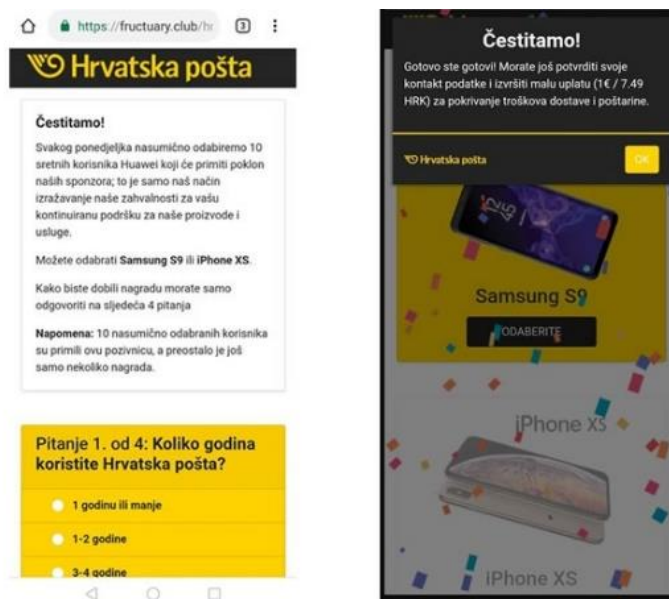 https://fructuary.club/hr
3
Hrvatska pošta
Čestitamo!
Svakog ponedjeljka nasumično odabiremo 10
sretnih korisnika Huawei koji će primiti poklon
naših sponzora; to je samo naš način
izražavanje naše zahvalnosti za vašu
kontinuiranu podršku za naše proizvode i
usluge.
Možete odabrati Samsung S9 ili iPhone XS.
Kako biste dobili nagradu morate samo
odgovoriti na sljedeća 4 pitanja
Napomena: 10 nasumično odabranih korisnika
su primili ovu pozivnicu, a preostalo je još
samo nekoliko nagrada.
Pitanje 1. od 4: Koliko godina
koristite Hrvatska pošta?
1 godinu ili manje
1-2 godine
3-4 godine
Čestitamo!
Gotovo ste gotovi! Morate još potvrditi svoje
kontakt podatke i izvršiti malu uplatu (1€ / 7.49
HRK) za pokrivanje troškova dostave i poštarine.
Hrvatska pošta
OK
12
45
Samsung S9
ODABERITE
iPhone XS
iPhone XS